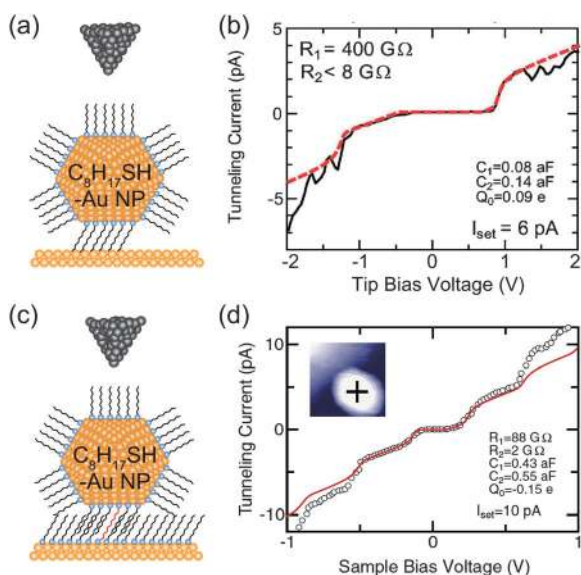 (a)
C8H17SH
-Au NP
(b)
Tunneling Current (pA)
5
0
-5
R1 = 400 GΩ
R2< 8 GΩ
C1=0.08 aF
C2=0.14 aF
Q0=0.09 e
Iset = 6 pA
-2
-1
0
1
2
Tip Bias Voltage (V)
(c)
C8H17SH
-Au NP
(d)
Tunneling Current (pA)
10
0
-10
R1=88 GΩ
R2=2 GΩ
C1=0.43 aF
C2=0.55 aF
Q0=-0.15 e
Iset=10 pA
-1
0
1
Sample Bias Voltage (V)